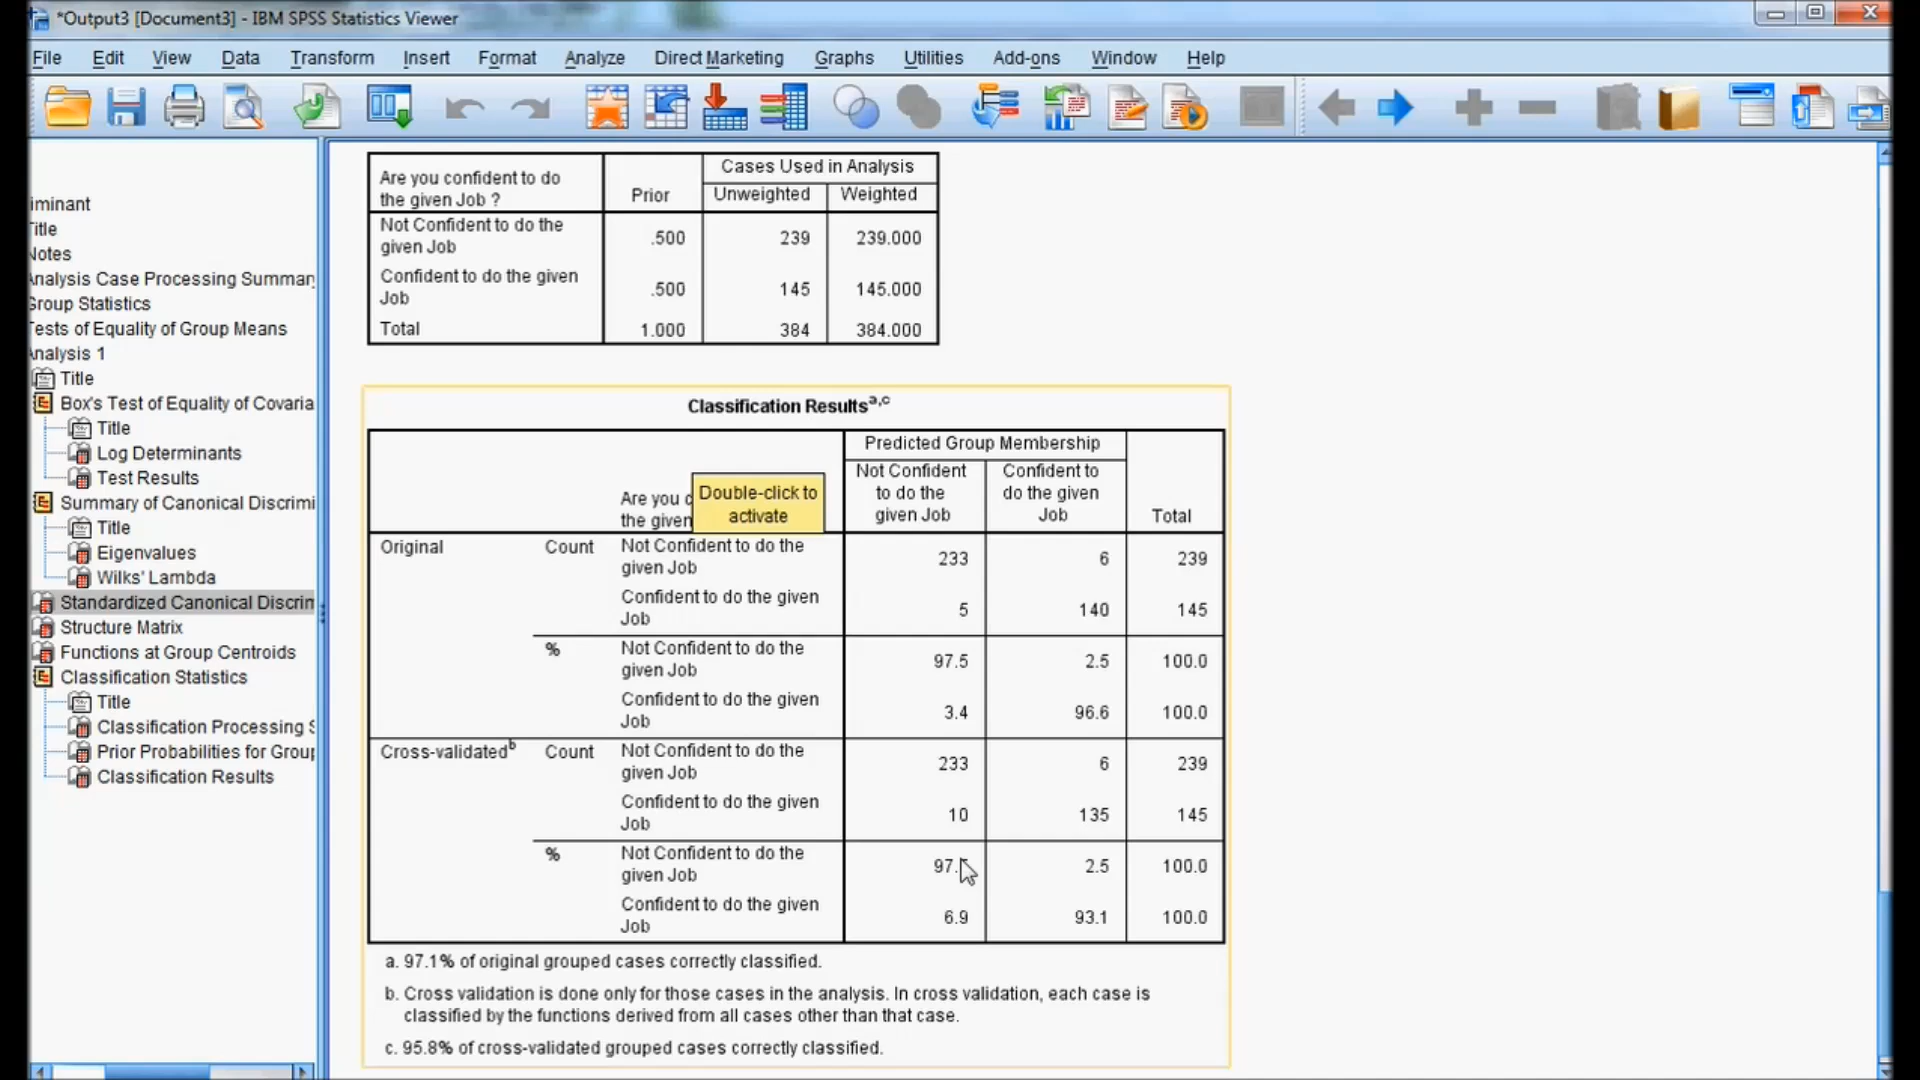 *Output3 [Document3] - IBM SPSS Statistics Viewer
File Edit View Data Transform Insert Format Analyze Direct Marketing Graphs Utilities Add-ons Window Help
iminant
Title
Notes
Analysis Case Processing Summar
Group Statistics
Tests of Equality of Group Means
Analysis 1
Title
Box's Test of Equality of Covaria
Title
Log Determinants
Test Results
Summary of Canonical Discrimi
Title
Eigenvalues
Wilks' Lambda
Standardized Canonical Discrim
Structure Matrix
Functions at Group Centroids
Classification Statistics
Title
Classification Processing S
Prior Probabilities for Group
Classification Results
Are you confident to do
the given Job ?
Prior
Cases Used in Analysis
Unweighted Weighted
Not Confident to do the
given Job
.500 239 239.000
Confident to do the given
Job
.500 145 145.000
Total 1.000 384 384.000
Classification Resultsa,c
Are you
the given
Double-click to
activate
Predicted Group Membership
Not Confident
to do the
given Job
Confident to
do the given
Job
Total
Original Count Not Confident to do the
given Job
233 6 239
Confident to do the given
Job
5 140 145
% Not Confident to do the
given Job
97.5 2.5 100.0
Confident to do the given
Job
3.4 96.6 100.0
Cross-validatedb Count Not Confident to do the
given Job
233 6 239
Confident to do the given
Job
10 135 145
% Not Confident to do the
given Job
97. 2.5 100.0
Confident to do the given
Job
6.9 93.1 100.0
a. 97.1% of original grouped cases correctly classified.
b. Cross validation is done only for those cases in the analysis. In cross validation, each case is
classified by the functions derived from all cases other than that case.
c. 95.8% of cross-validated grouped cases correctly classified.